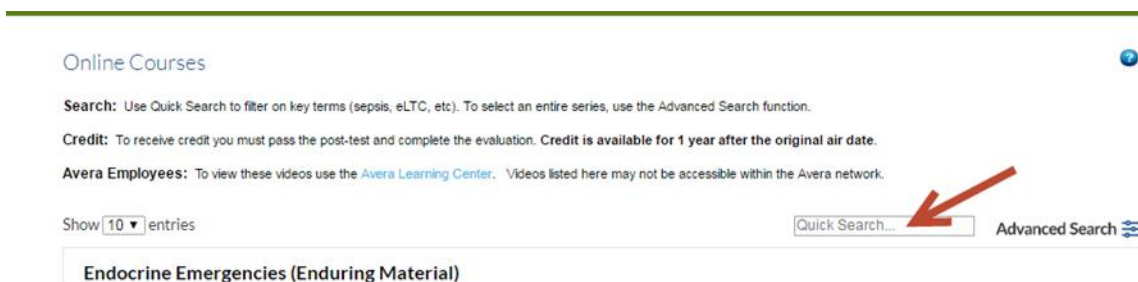 Online Courses
Search: Use Quick Search to filter on key terms (sepsis, eLTC, etc). To select an entire series, use the Advanced Search function.
Credit: To receive credit you must pass the post-test and complete the evaluation. Credit is available for 1 year after the original air date.
Avera Employees: To view these videos use the Avera Learning Center. Videos listed here may not be accessible within the Avera network.
Show 10 entries Quick Search... Advanced Search
Endocrine Emergencies (Enduring Material)